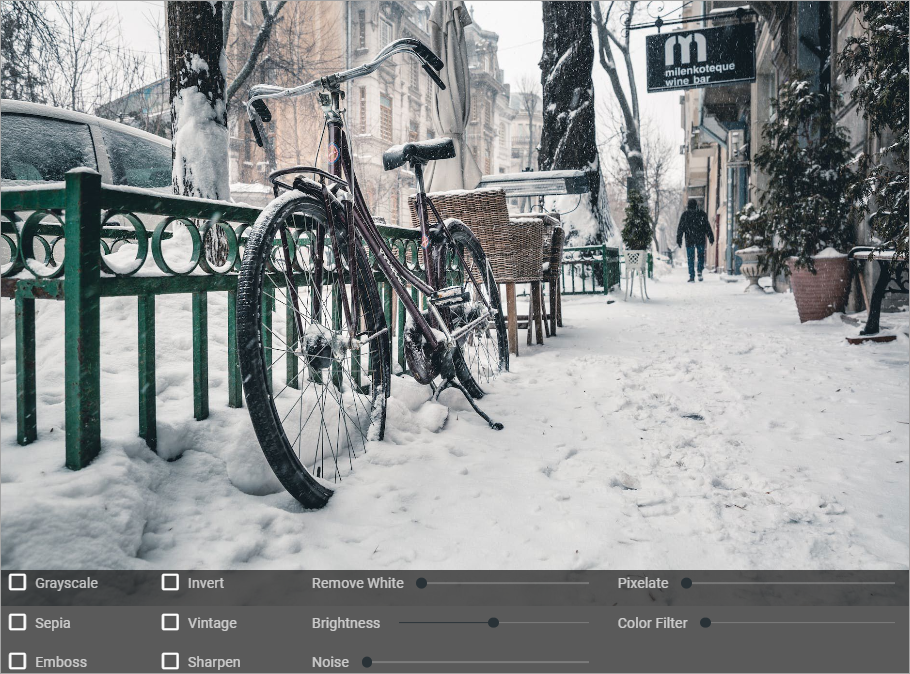 m
milenkoteque
wine bar
Grayscale
Invert
Remove White
Pixelate
Sepia
Vintage
Brightness
Color Filter
Emboss
Sharpen
Noise